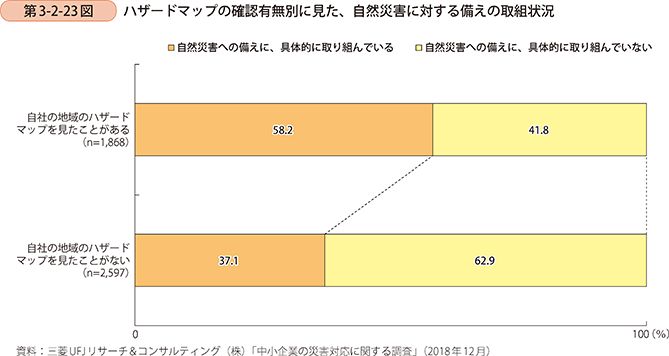 第3-2-23図 ハザードマップの確認有無別に見た、自然災害に対する備えの取組状況
自然災害への備えに、具体的に取り組んでいる 自然災害への備えに、具体的に取り組んでいない
自社の地域のハザード
マップを見たことがある
(n=1,868)
58.2 41.8
自社の地域のハザード
マップを見たことがない
(n=2,597)
37.1 62.9
0 100 (%)
資料：三菱UFJリサーチ＆コンサルティング（株）「中小企業の災害対応に関する調査」（2018年12月）